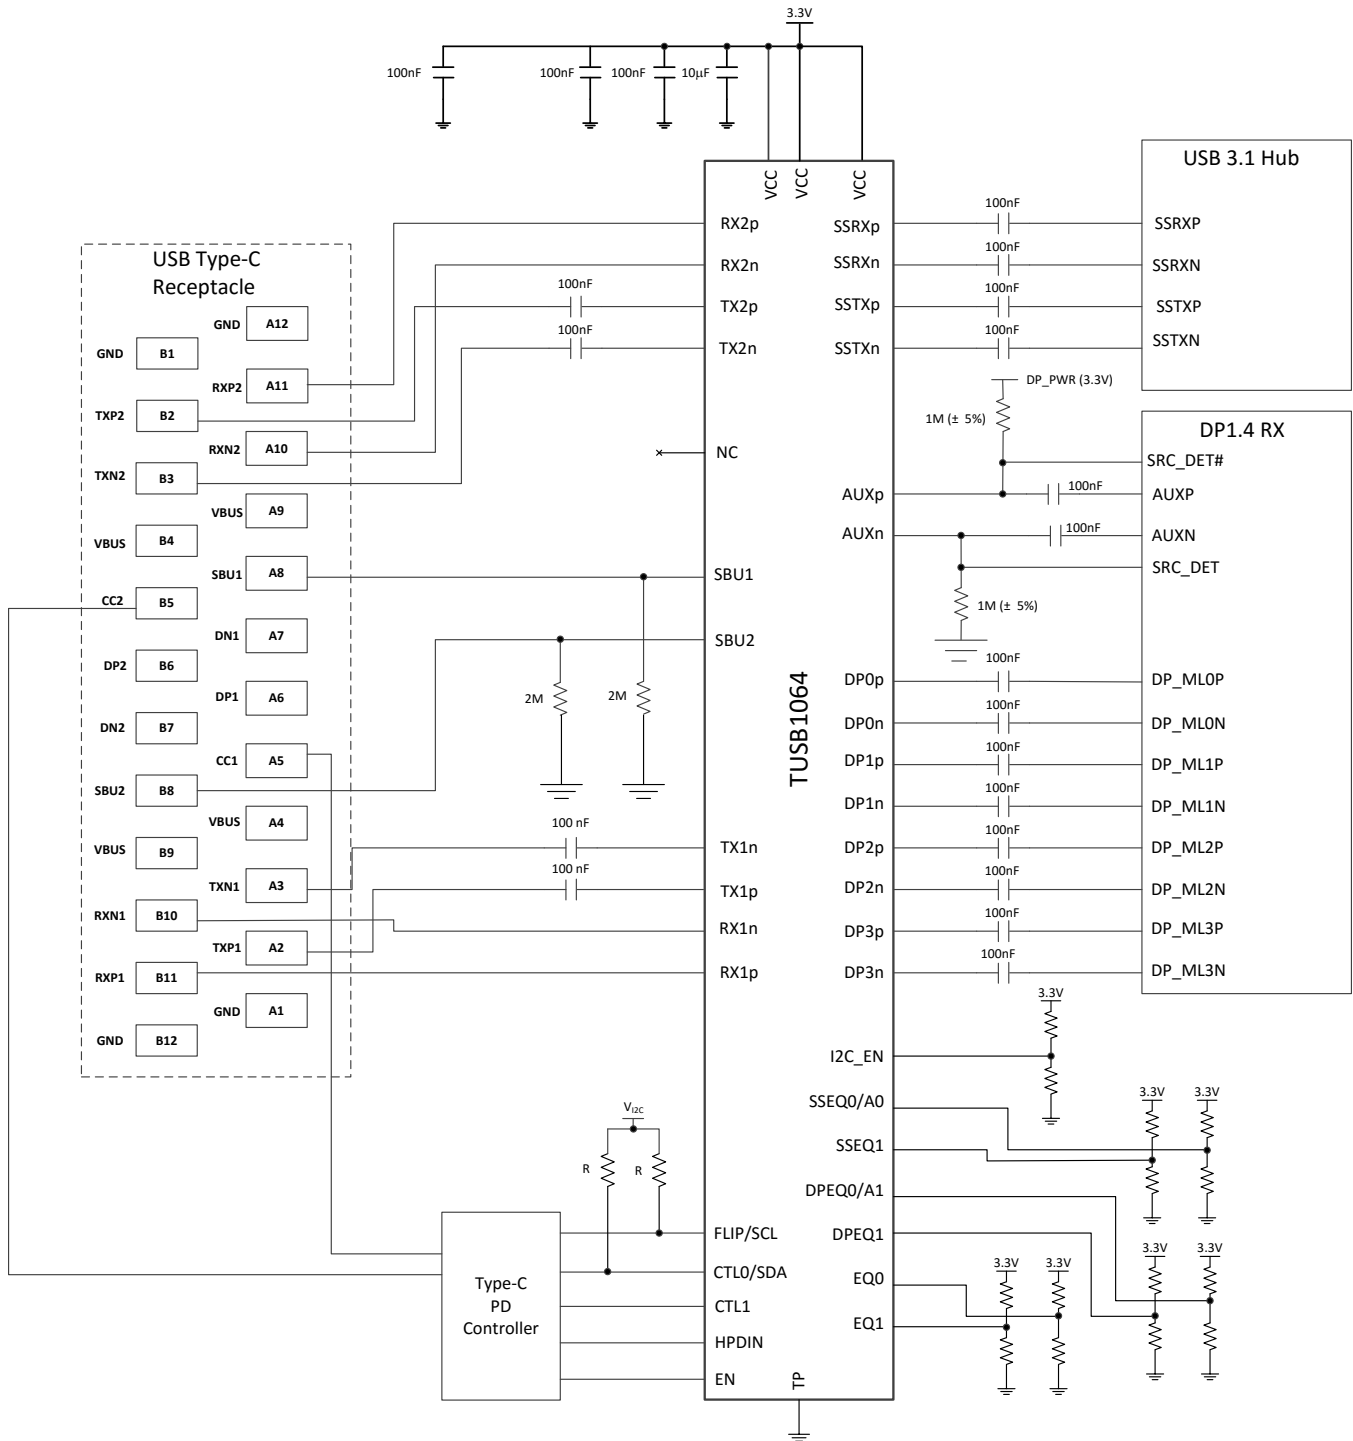 3.3V
100nF
100nF
100nF
10µF
VCC
VCC
VCC
USB 3.1 Hub
SSRXP
SSRXN
SSTXP
SSTXN
100nF
100nF
100nF
100nF
SSRXp
SSRXn
SSTXp
SSTXn
RX2p
RX2n
TX2p
TX2n
100nF
100nF
USB Type-C
Receptacle
GND A12
GND B1
RXP2 A11
TXP2 B2
RXN2 A10
TXN2 B3
VBUS A9
VBUS B4
SBU1 A8
CC2 B5
DN1 A7
DP2 B6
DP1 A6
DN2 B7
CC1 A5
SBU2 B8
VBUS A4
VBUS B9
TXN1 A3
RXN1 B10
TXP1 A2
RXP1 B11
GND A1
GND B12
NC
SBU1
SBU2
2M
2M
100 nF
100 nF
TX1n
TX1p
RX1n
RX1p
TUSB1064
DP_PWR (3.3V)
1M (± 5%)
DP1.4 RX
SRC_DET#
AUXp
100nF
AUXP
AUXn
100nF
AUXN
SRC_DET
1M (± 5%)
100nF
DP0p
DP_ML0P
100nF
DP0n
DP_ML0N
100nF
DP1p
DP_ML1P
100nF
DP1n
DP_ML1N
100nF
DP2p
DP_ML2P
100nF
DP2n
DP_ML2N
100nF
DP3p
DP_ML3P
100nF
DP3n
DP_ML3N
3.3V
I2C_EN
SSEQ0/A0
3.3V
3.3V
SSEQ1
DPEQ0/A1
DPEQ1
3.3V
3.3V
EQ0
3.3V
3.3V
EQ1
VI2C
R
R
Type-C
PD
Controller
FLIP/SCL
CTL0/SDA
CTL1
HPDIN
EN
TP